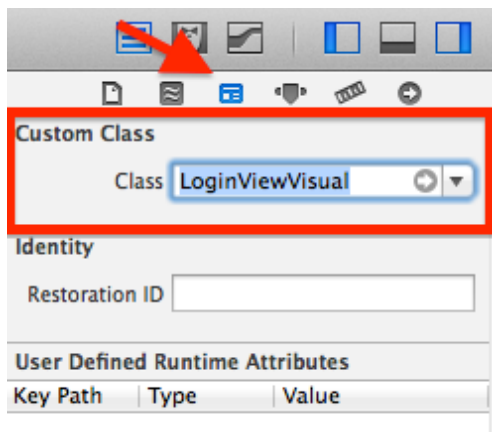 Custom Class
Class LoginViewVisual
Identity
Restoration ID
User Defined Runtime Attributes
Key Path Type Value